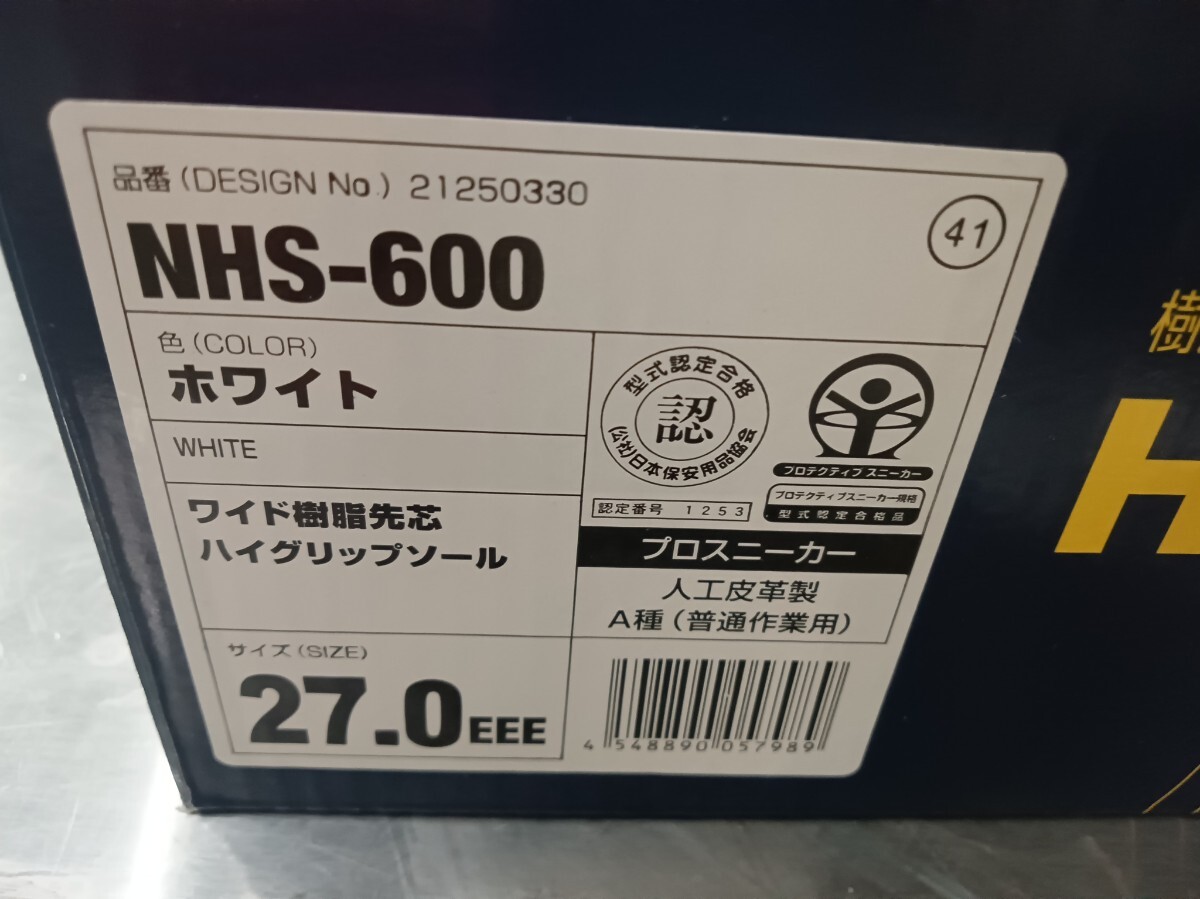 品番(DESIGN No.) 21250330
NHS-600
41
色(COLOR)
ホワイト
WHITE
ワイド樹脂先芯
ハイグリップソール
型式認定合格
認
(公社)日本保安用品協会
認定番号 1253
プロテクティブ スニーカー
プロテクティブスニーカー規格
型式認定合格品
プロスニーカー
人工皮革製
A種(普通作業用)
サイズ(SIZE)
27.0EEE
4 548890 057989
樹
H